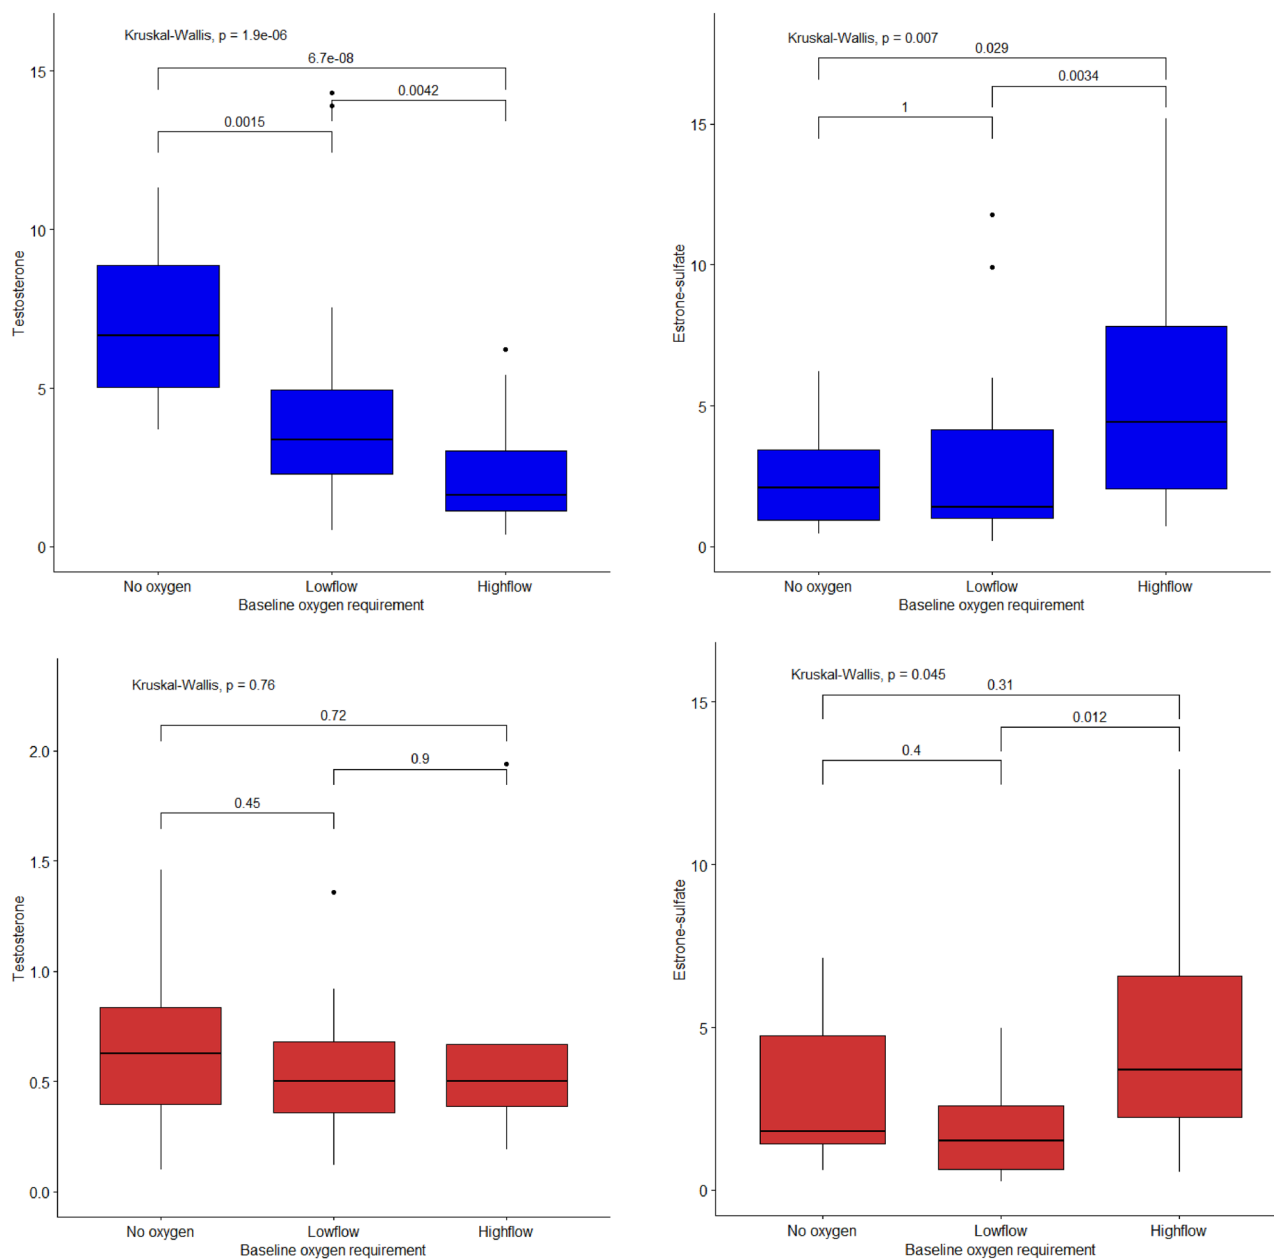 Kruskal-Wallis, p = 1.9e-06
6.7e-08
0.0042
0.0015
15
10
5
0
Testosterone
No oxygen Lowflow Highflow
Baseline oxygen requirement
Kruskal-Wallis, p = 0.007
0.029
0.0034
1
15
10
5
0
Estrone-sulfate
No oxygen Lowflow Highflow
Baseline oxygen requirement
Kruskal-Wallis, p = 0.76
0.72
0.9
0.45
2.0
1.5
1.0
0.5
0.0
Testosterone
No oxygen Lowflow Highflow
Baseline oxygen requirement
Kruskal-Wallis, p = 0.045
0.31
0.012
0.4
15
10
5
0
Estrone-sulfate
No oxygen Lowflow Highflow
Baseline oxygen requirement